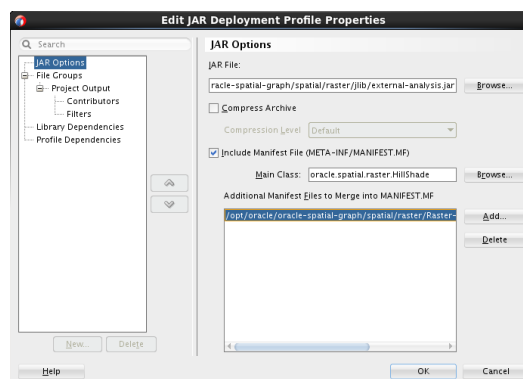 Edit JAR Deployment Profile Properties
Search
JAR Options
File Groups
Project Output
Contributors
Filters
Library Dependencies
Profile Dependencies
New...
Delete
JAR Options
JAR File:
racle-spatial-graph/spatial/raster/jlib/external-analysis.jar
Browse...
Compress Archive
Compression Level
Default
Include Manifest File (META-INF/MANIFEST.MF)
Main Class:
oracle.spatial.raster.HillShade
Browse...
Additional Manifest Files to Merge into MANIFEST.MF
/opt/oracle/oracle-spatial-graph/spatial/raster/Raster-
Add...
Delete
Help
OK
Cancel